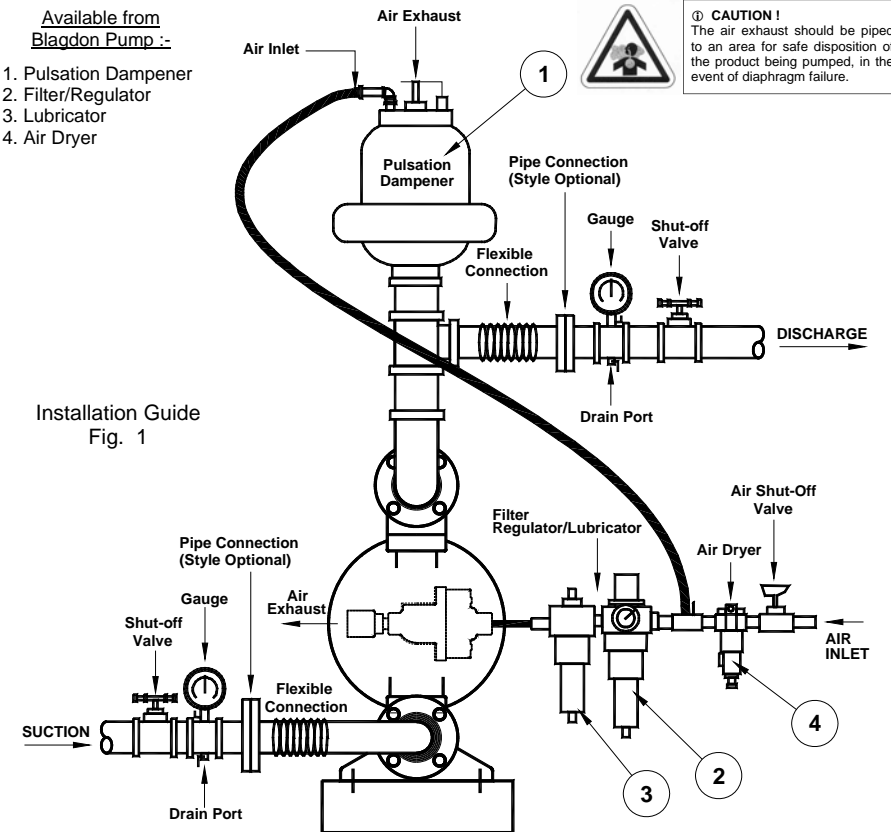 Available from
Blagdon Pump :-
1. Pulsation Dampener
2. Filter/Regulator
3. Lubricator
4. Air Dryer
Air Exhaust
Air Inlet
1
ⓘ CAUTION !
The air exhaust should be piped
to an area for safe disposition of
the product being pumped, in the
event of diaphragm failure.
Pulsation
Dampener
Pipe Connection
(Style Optional)
Gauge
Shut-off
Valve
Flexible
Connection
DISCHARGE
Drain Port
Installation Guide
Fig. 1
Air Shut-Off
Valve
Filter
Regulator/Lubricator
Air Dryer
Pipe Connection
(Style Optional)
Air
Exhaust
Gauge
Shut-off
Valve
AIR
INLET
Flexible
Connection
SUCTION
4
2
3
Drain Port